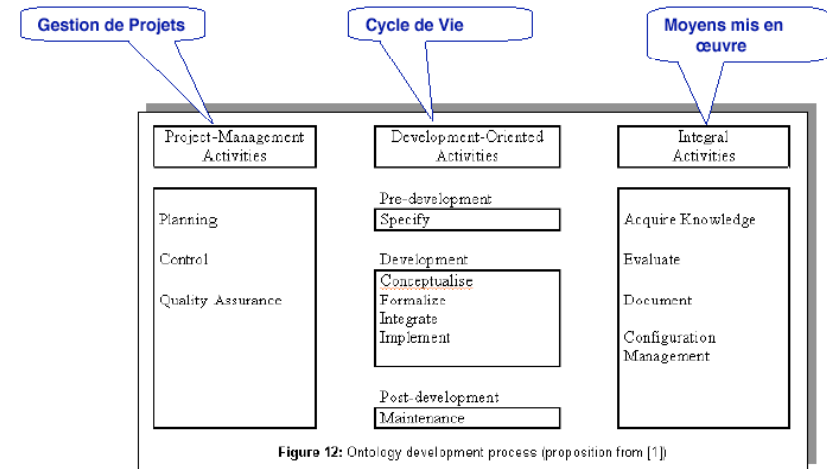 Gestion de Projets
Cycle de Vie
Moyens mis en
œuvre
Project-Management
Activities
Development-Oriented
Activities
Integral
Activities
Planning
Control
Quality Assurance
Pre-development
Specify
Development
Conceptualise
Formalize
Integrate
Implement
Post-development
Maintenance
Acquire Knowledge
Evaluate
Document
Configuration
Management
Figure 12: Ontology development process (proposition from [1])